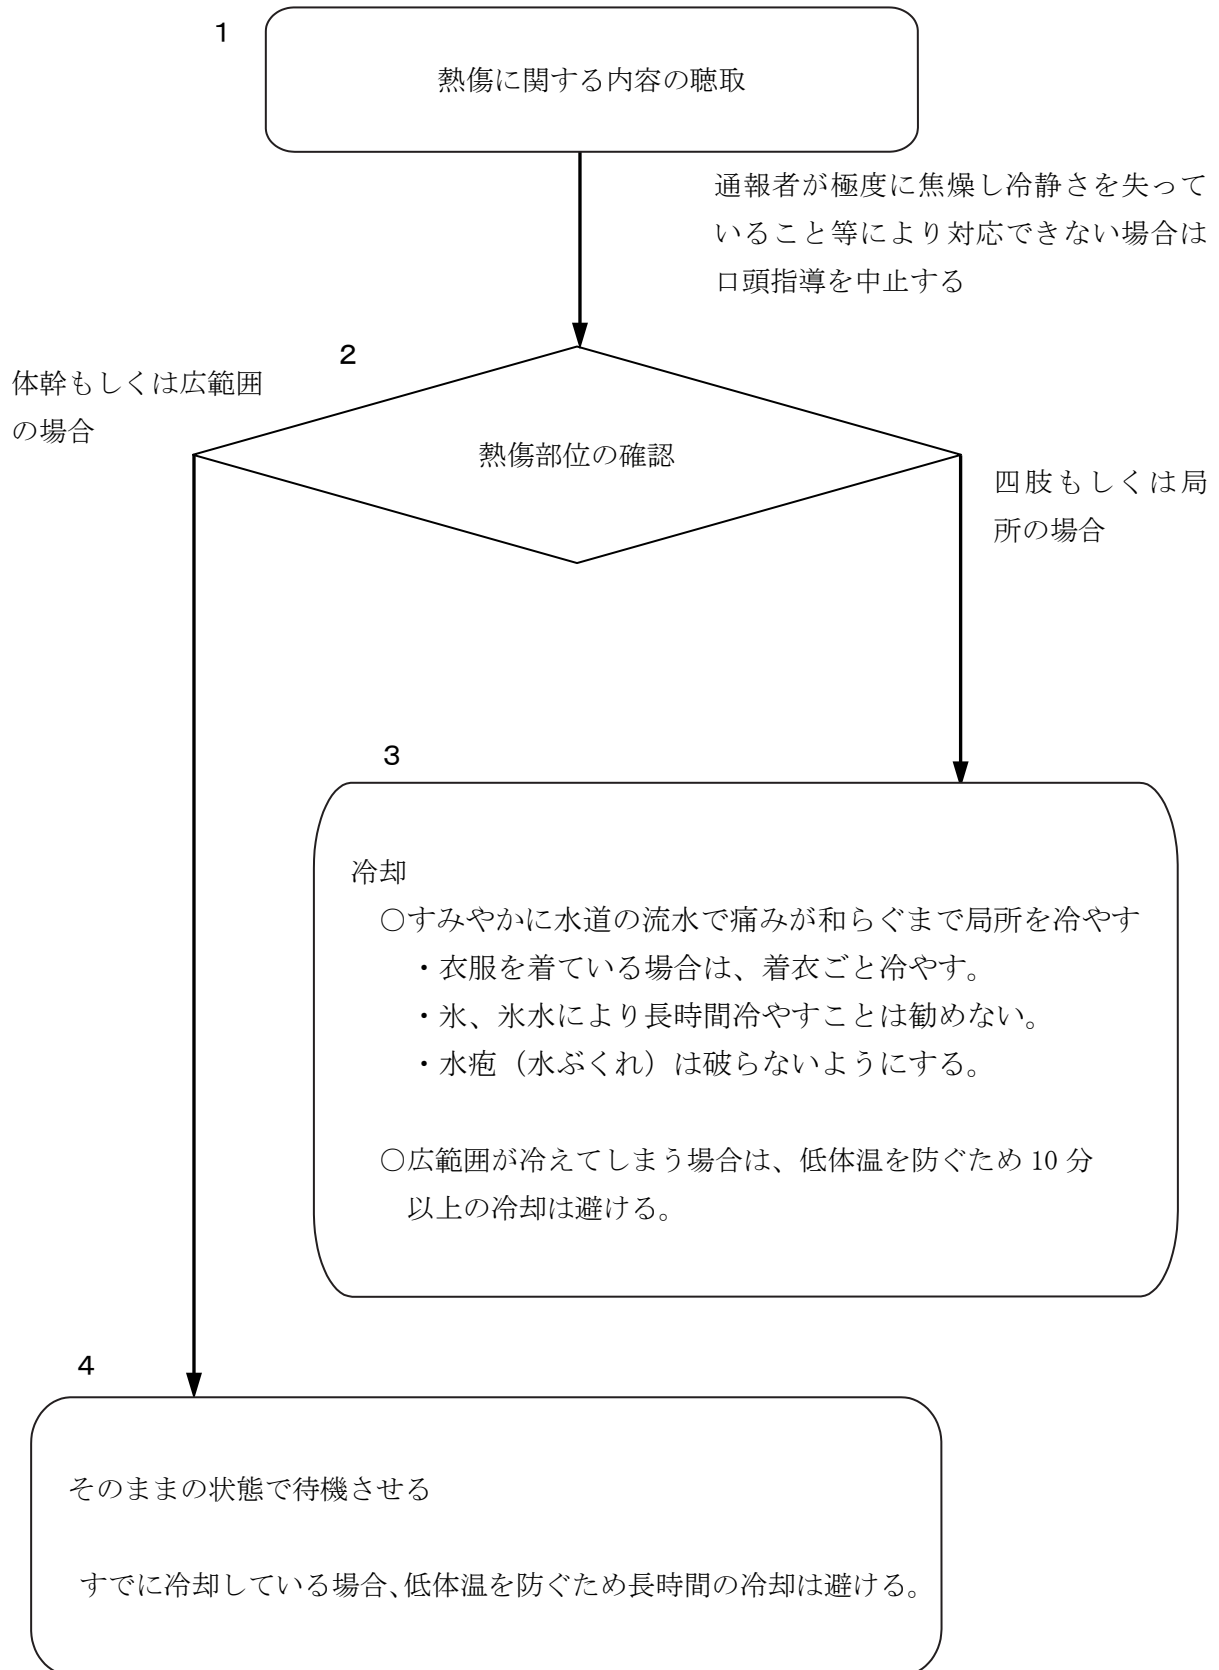 1
熱傷に関する内容の聴取
通報者が極度に焦燥し冷静さを失って
いること等により対応できない場合は
口頭指導を中止する
2
体幹もしくは広範囲
の場合
熱傷部位の確認
四肢もしくは局
所の場合
3
冷却
○すみやかに水道の流水で痛みが和らぐまで局所を冷やす
・衣服を着ている場合は、着衣ごと冷やす。
・氷、氷水により長時間冷やすことは勧めない。
・水疱（水ぶくれ）は破らないようにする。
○広範囲が冷えてしまう場合は、低体温を防ぐため 10 分
以上の冷却は避ける。
4
そのままの状態で待機させる
すでに冷却している場合、低体温を防ぐため長時間の冷却は避ける。